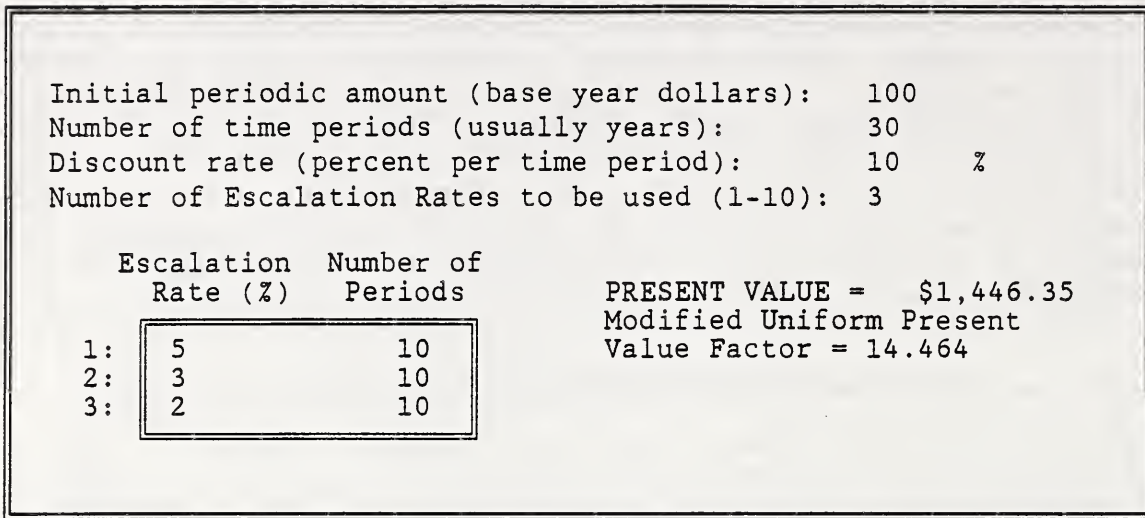 Initial periodic amount (base year dollars): 100
Number of time periods (usually years): 30
Discount rate (percent per time period): 10 %
Number of Escalation Rates to be used (1-10): 3
Escalation Number of
Rate (%) Periods
1: 5 10
2: 3 10
3: 2 10
PRESENT VALUE = $1,446.35
Modified Uniform Present
Value Factor = 14.464